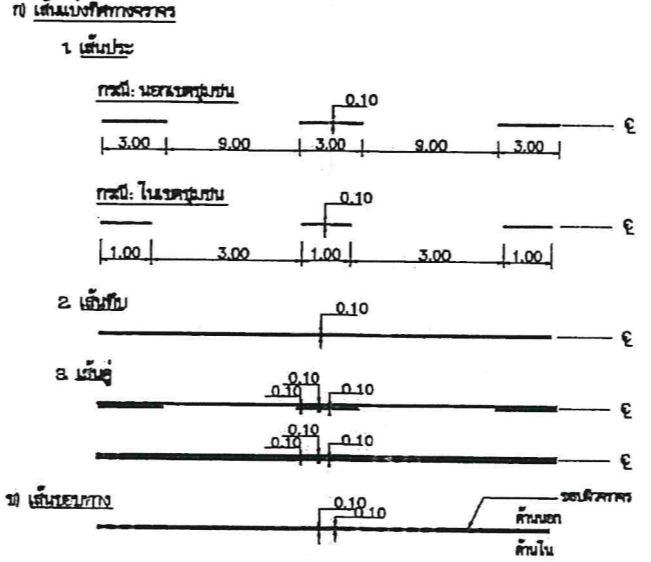 ก) เส้นแบ่งทิศทางจราจร
1. เส้นประ
กรณี: นอกเขตชุมชน
0.10
℄
3.00 9.00 3.00 9.00 3.00
กรณี: ในเขตชุมชน
0.10
℄
1.00 3.00 1.00 3.00 1.00
2. เส้นทึบ
0.10
℄
3. เส้นคู่
0.10
0.10 0.10
℄
0.10
0.10 0.10
℄
ข) เส้นขอบทาง
0.10
0.10
ขอบผิวจราจร
ด้านนอก
ด้านใน